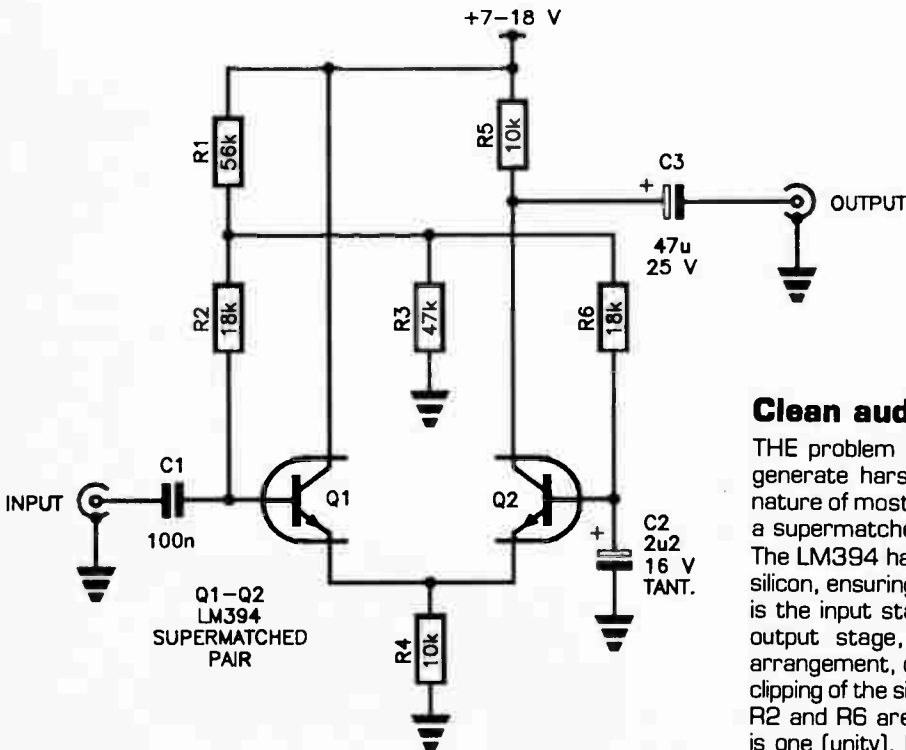 +7–18 V
R1
56k
R5
10k
C3
+
OUTPUT
47u
25 V
R2
18k
R3
47k
R6
18k
INPUT
C1
100n
Q1
Q2
+
C2
2u2
16 V
TANT.
Q1–Q2
LM394
SUPERMATCHED
PAIR
R4
10k
Clean aud
THE problem
generate hars
nature of most
a supermatche
The LM394 ha
silicon, ensuring
is the input sta
output stage,
arrangement, c
clipping of the si
R2 and R6 are
is one (unity).